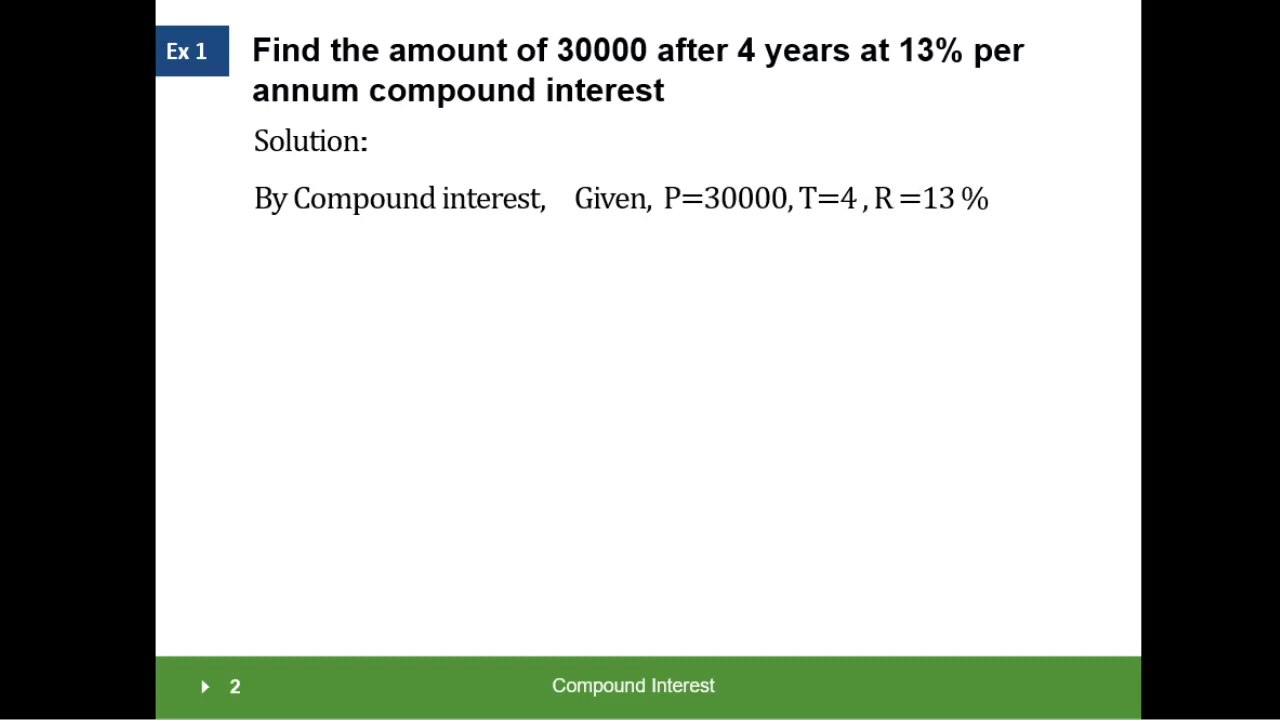 Ex 1
Find the amount of 30000 after 4 years at 13% per
annum compound interest
Solution:
By Compound interest, Given, P=30000, T=4 , R =13 %
2
Compound Interest